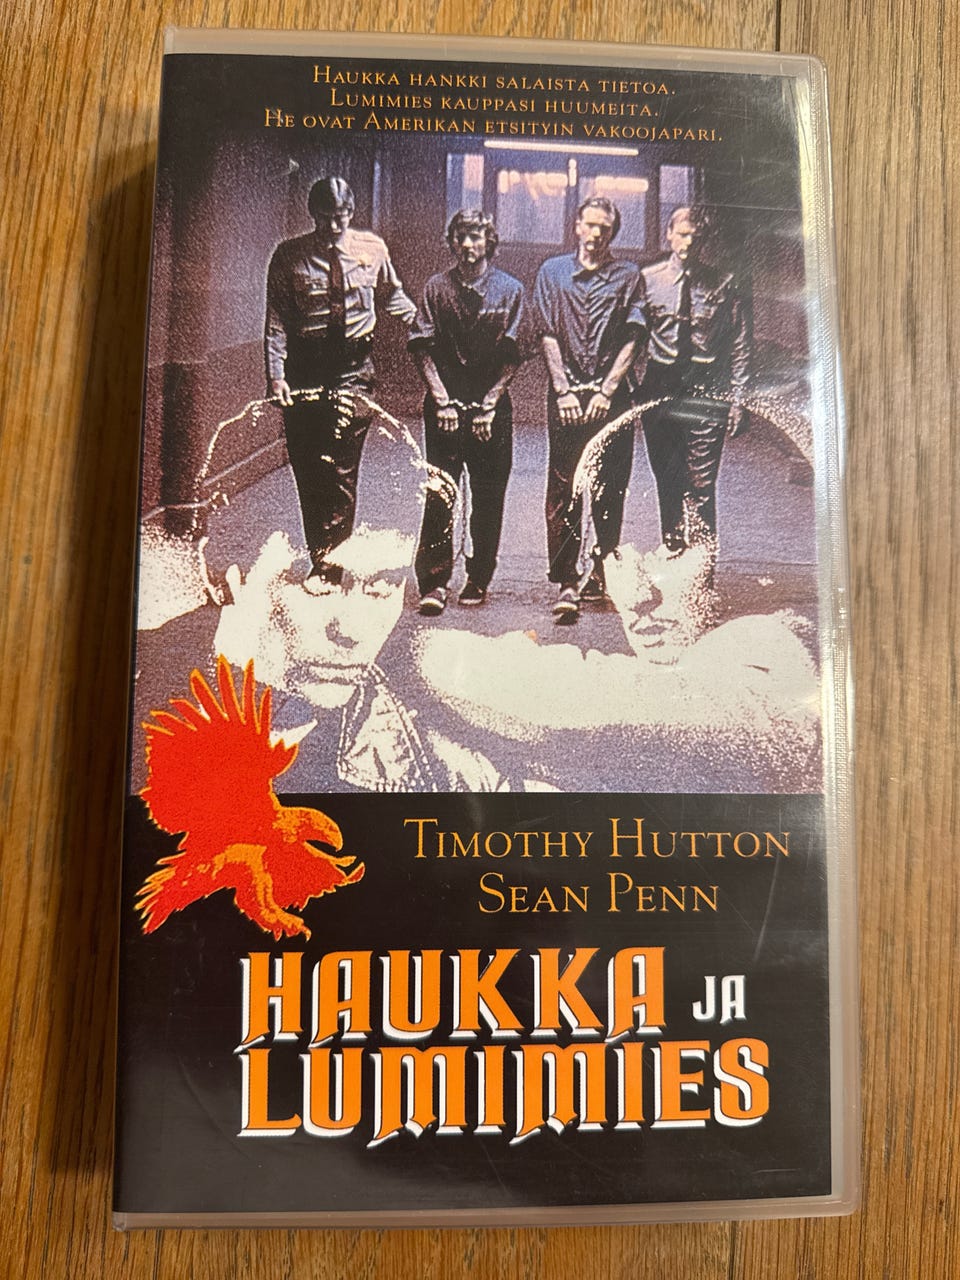 HAUKKA HANKKI SALAISTA TIETOA.
LUMIMIES KAUPPASI HUUMEITA.
HE OVAT AMERIKAN ETSITYIN VAKOOJAPARI.
TIMOTHY HUTTON
SEAN PENN
HAUKKA JA
LUMIMIES